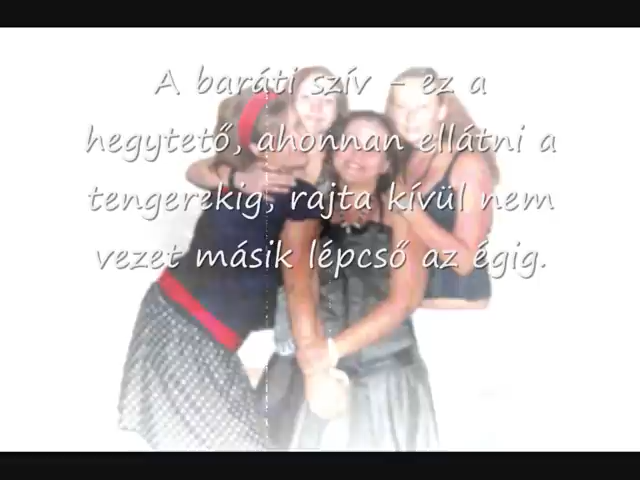 A baráti szív - ez a
hegytető, ahonnan ellátni a
tengerekig, rajta kívül nem
vezet másik lépcső az égig.